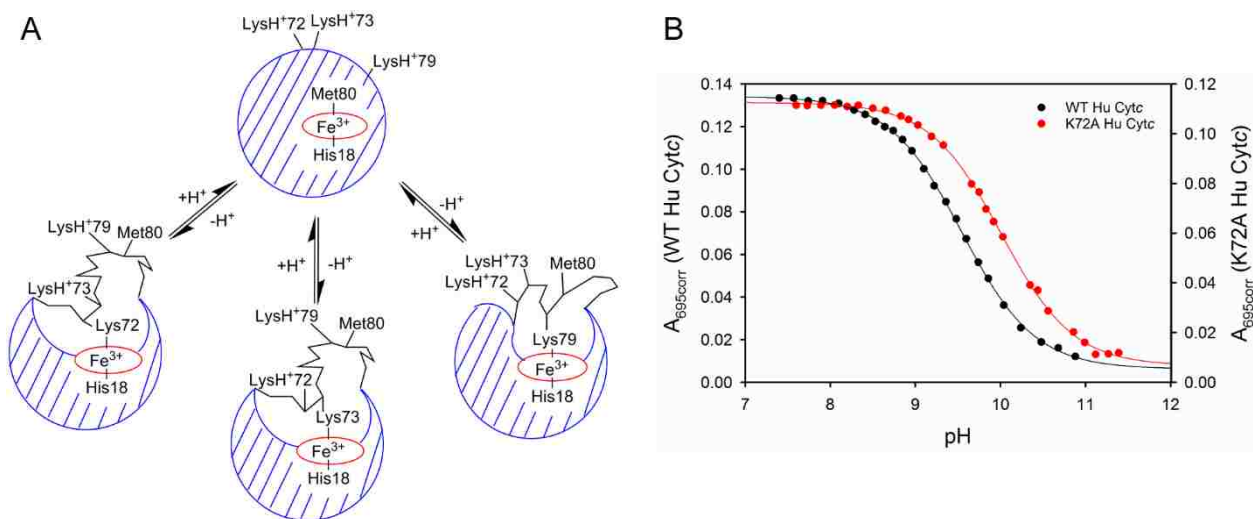 A
LysH⁺72 LysH⁺73
LysH⁺79
Met80
Fe³⁺
His18
+H⁺
-H⁺
+H⁺
-H⁺
-H⁺
+H⁺
LysH⁺79
Met80
LysH⁺73
Lys72
Fe³⁺
His18
LysH⁺79
Met80
LysH⁺72
Lys73
Fe³⁺
His18
LysH⁺73
LysH⁺72
Met80
Lys79
Fe³⁺
His18
B
WT Hu Cytc
K72A Hu Cytc
A695corr (WT Hu Cytc)
0.14
0.12
0.10
0.08
0.06
0.04
0.02
0.00
7 8 9 10 11 12
pH
0.12
0.10
0.08
0.06
0.04
0.02
0.00
A695corr (K72A Hu Cytc)